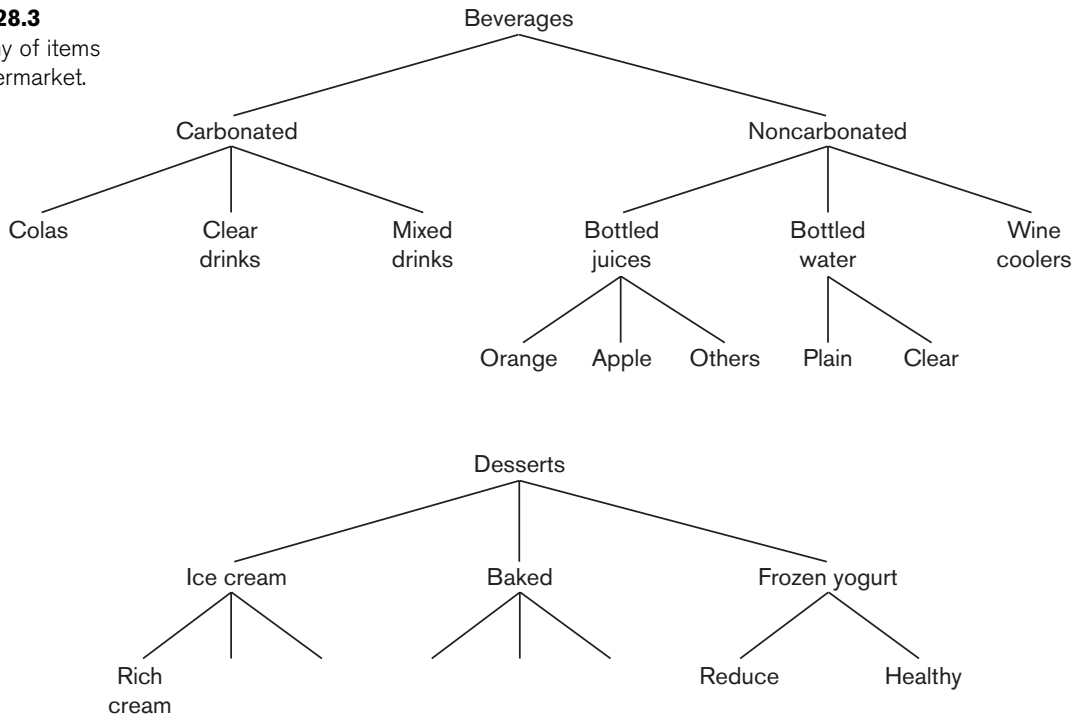 28.3
y of items
ermarket.
Beverages
Carbonated Noncarbonated
Colas Clear Mixed Bottled Bottled Wine
drinks drinks juices water coolers
Orange Apple Others Plain Clear
Desserts
Ice cream Baked Frozen yogurt
Rich Reduce Healthy
cream